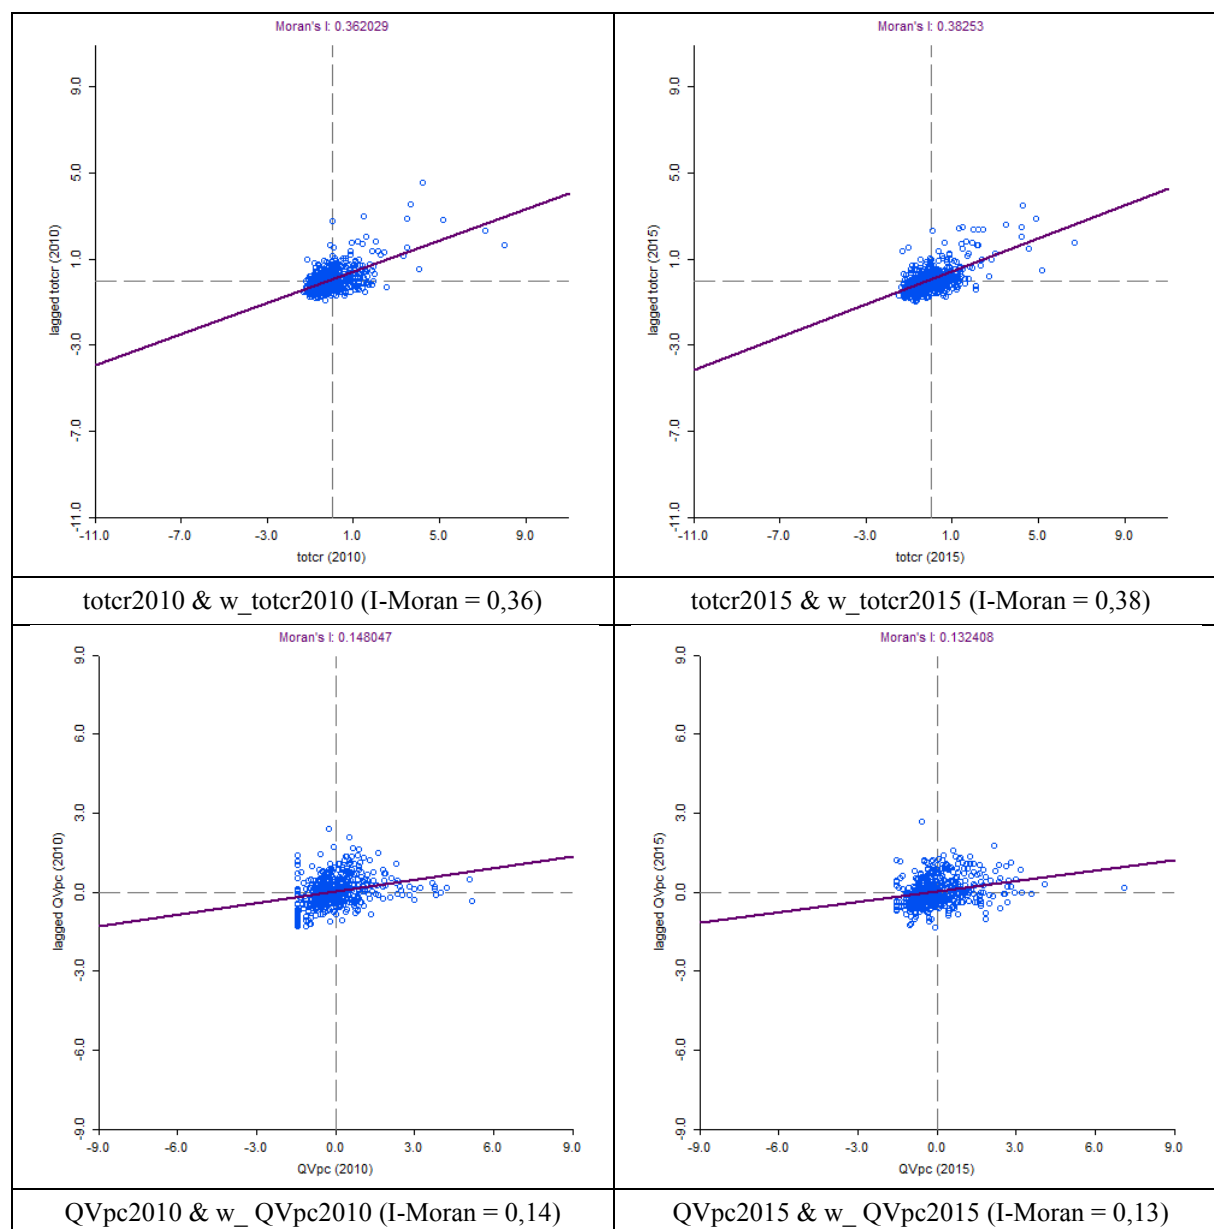 Moran's I: 0.362029
9.0
5.0
1.0
-3.0
-7.0
-11.0
lagged totcr (2010)
-11.0 -7.0 -3.0 1.0 5.0 9.0
totcr (2010)
totcr2010 & w_totcr2010 (I-Moran = 0,36)
Moran's I: 0.38253
9.0
5.0
1.0
-3.0
-7.0
-11.0
lagged totcr (2015)
-11.0 -7.0 -3.0 1.0 5.0 9.0
totcr (2015)
totcr2015 & w_totcr2015 (I-Moran = 0,38)
Moran's I: 0.148047
9.0
6.0
3.0
0.0
-3.0
-6.0
-9.0
lagged QVpc (2010)
-9.0 -6.0 -3.0 0.0 3.0 6.0 9.0
QVpc (2010)
QVpc2010 & w_ QVpc2010 (I-Moran = 0,14)
Moran's I: 0.132408
9.0
6.0
3.0
0.0
-3.0
-6.0
-9.0
lagged QVpc (2015)
-9.0 -6.0 -3.0 0.0 3.0 6.0 9.0
QVpc (2015)
QVpc2015 & w_ QVpc2015 (I-Moran = 0,13)